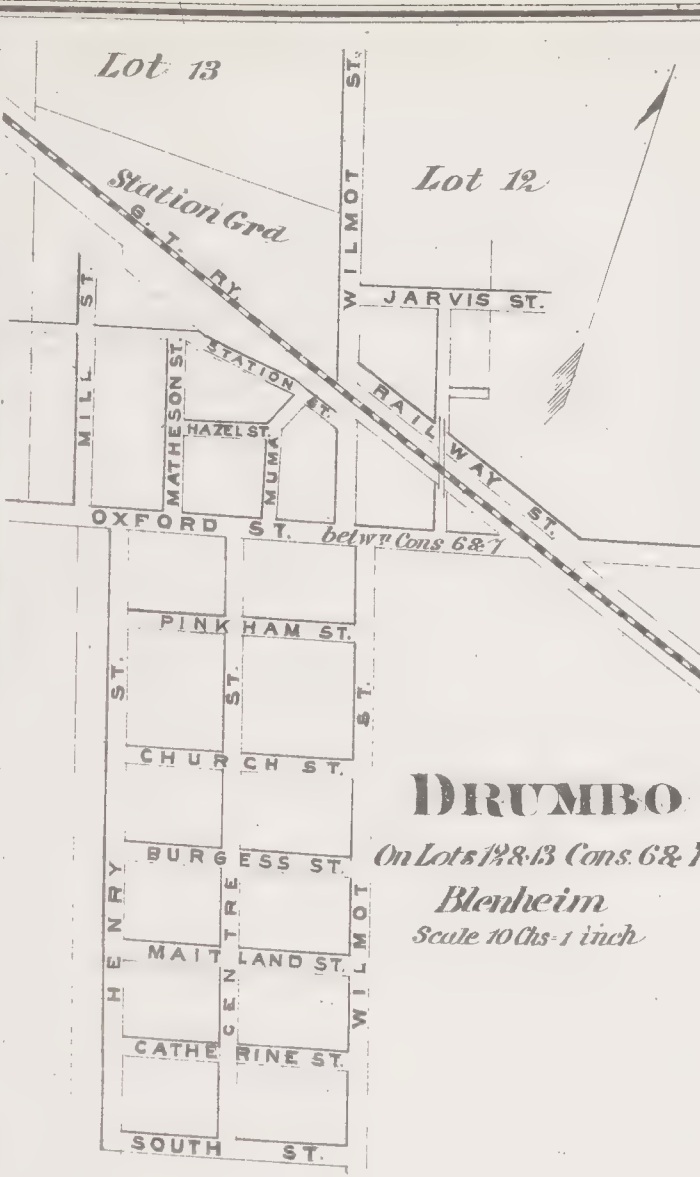 Lot 13
WILMOT ST.
Lot 12
Station Grd
G. T. RY.
JARVIS ST.
MILL ST.
MATHESON ST.
STATION ST.
HAZEL ST.
MUMA
RAILWAY ST.
OXFORD ST.
betwn Cons 6 & 7
PINKHAM ST.
CHURCH ST.
BURGESS ST.
MAITLAND ST.
CATHERINE ST.
SOUTH ST.
HENRY ST.
CENTRE ST.
WILMOT ST.
DRUMBO
On Lots 12 & 13 Cons. 6 & 7
Blenheim
Scale 10 Chs = 1 inch